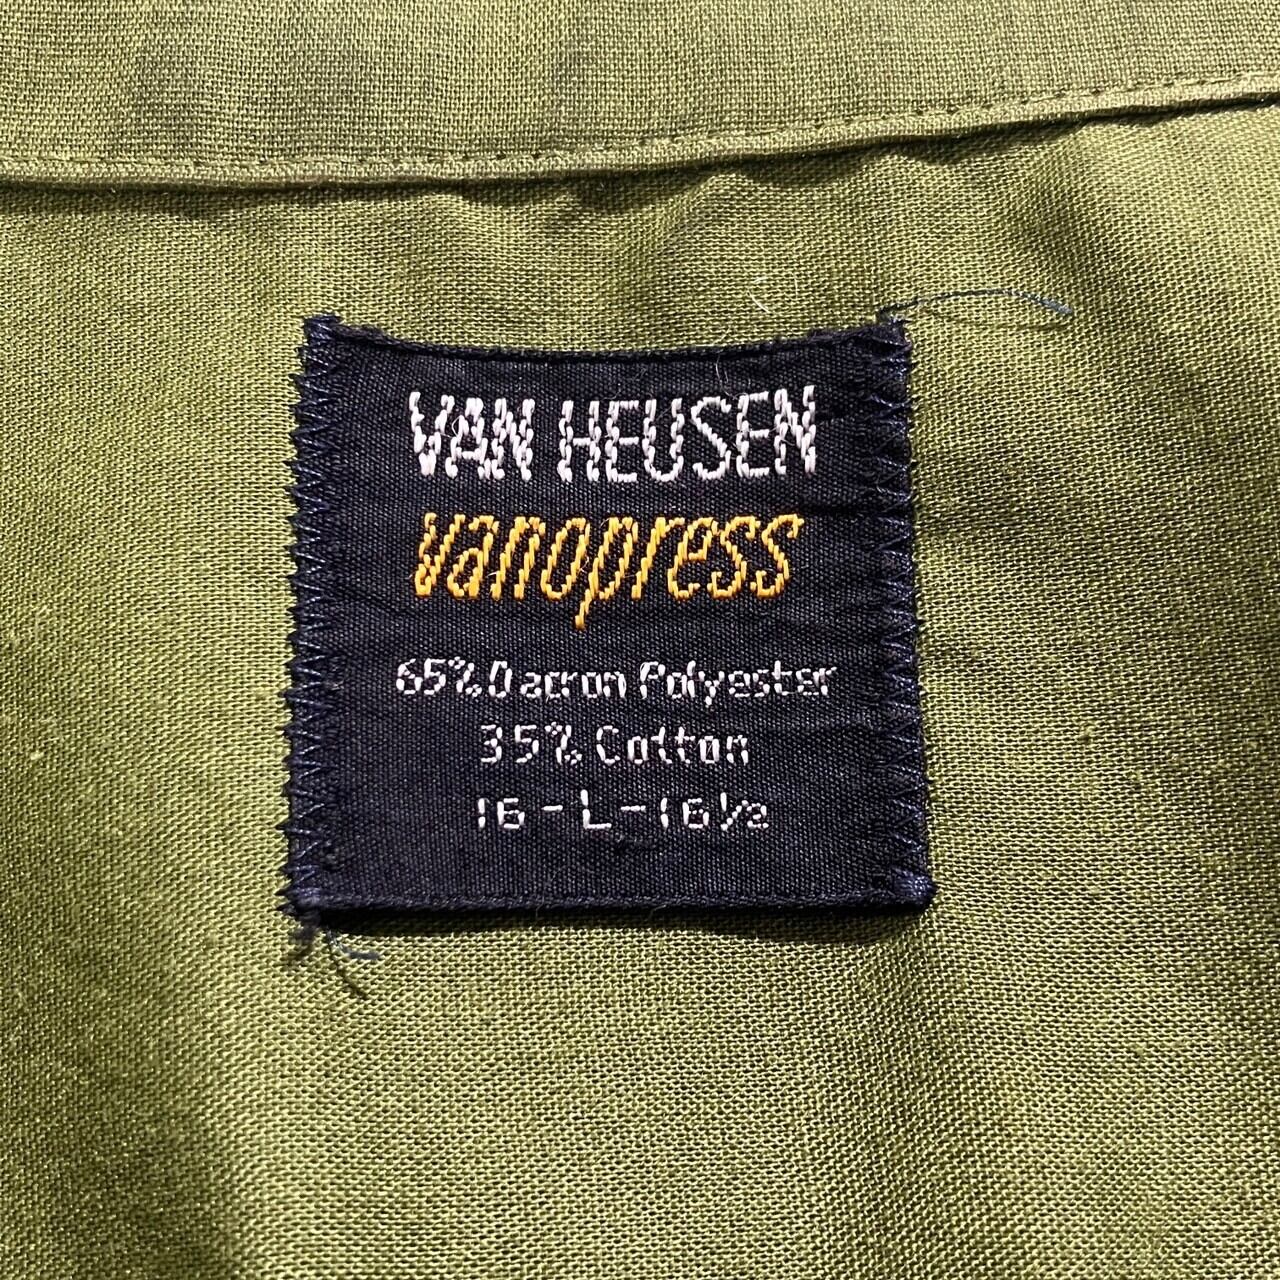 VAN HEUSEN
vanopress
65% Dacron Polyester
35% Cotton
16-L-16½